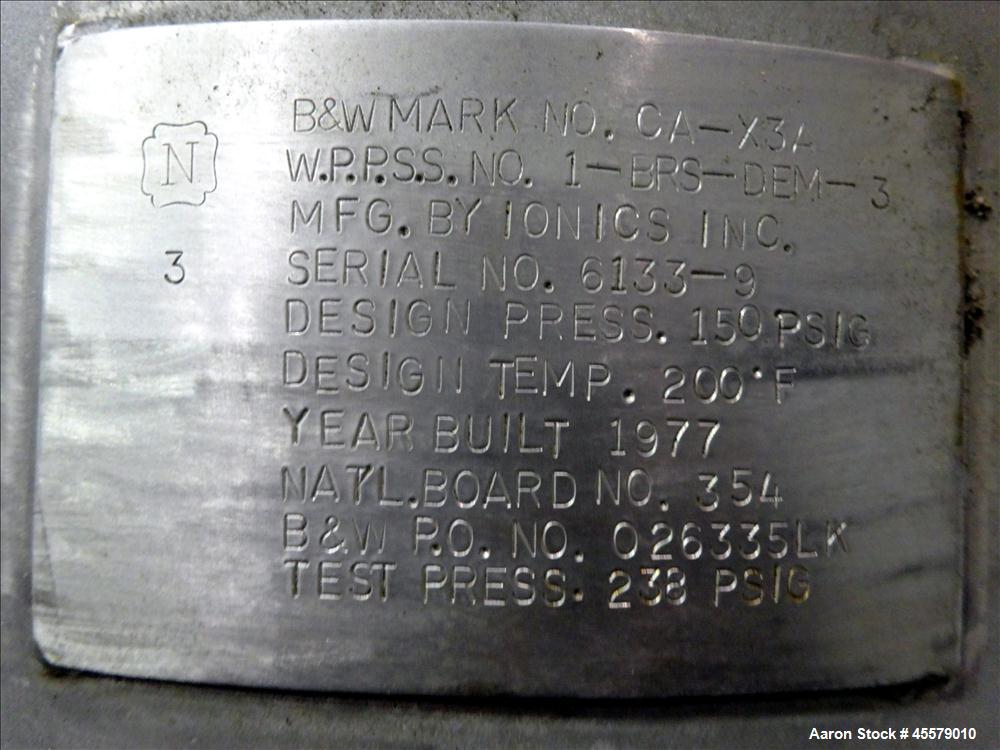 N
3
B&W MARK NO. CA-X3A
W.P.P.S.S. NO. 1-BRS-DEM-3
MFG. BY IONICS INC.
SERIAL NO. 6133-9
DESIGN PRESS. 150 PSIG
DESIGN TEMP. 200°F
YEAR BUILT 1977
NAT'L. BOARD NO. 354
B&W P.O. NO. 026335LK
TEST PRESS. 238 PSIG
Aaron Stock # 45579010